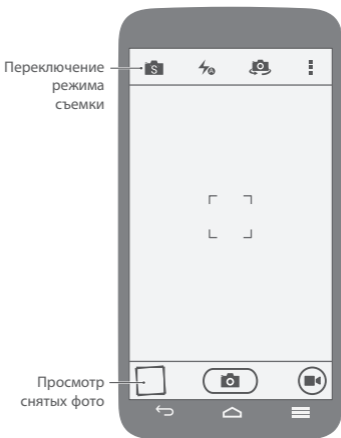 Переключение
режима
съемки
S
Просмотр
снятых фото